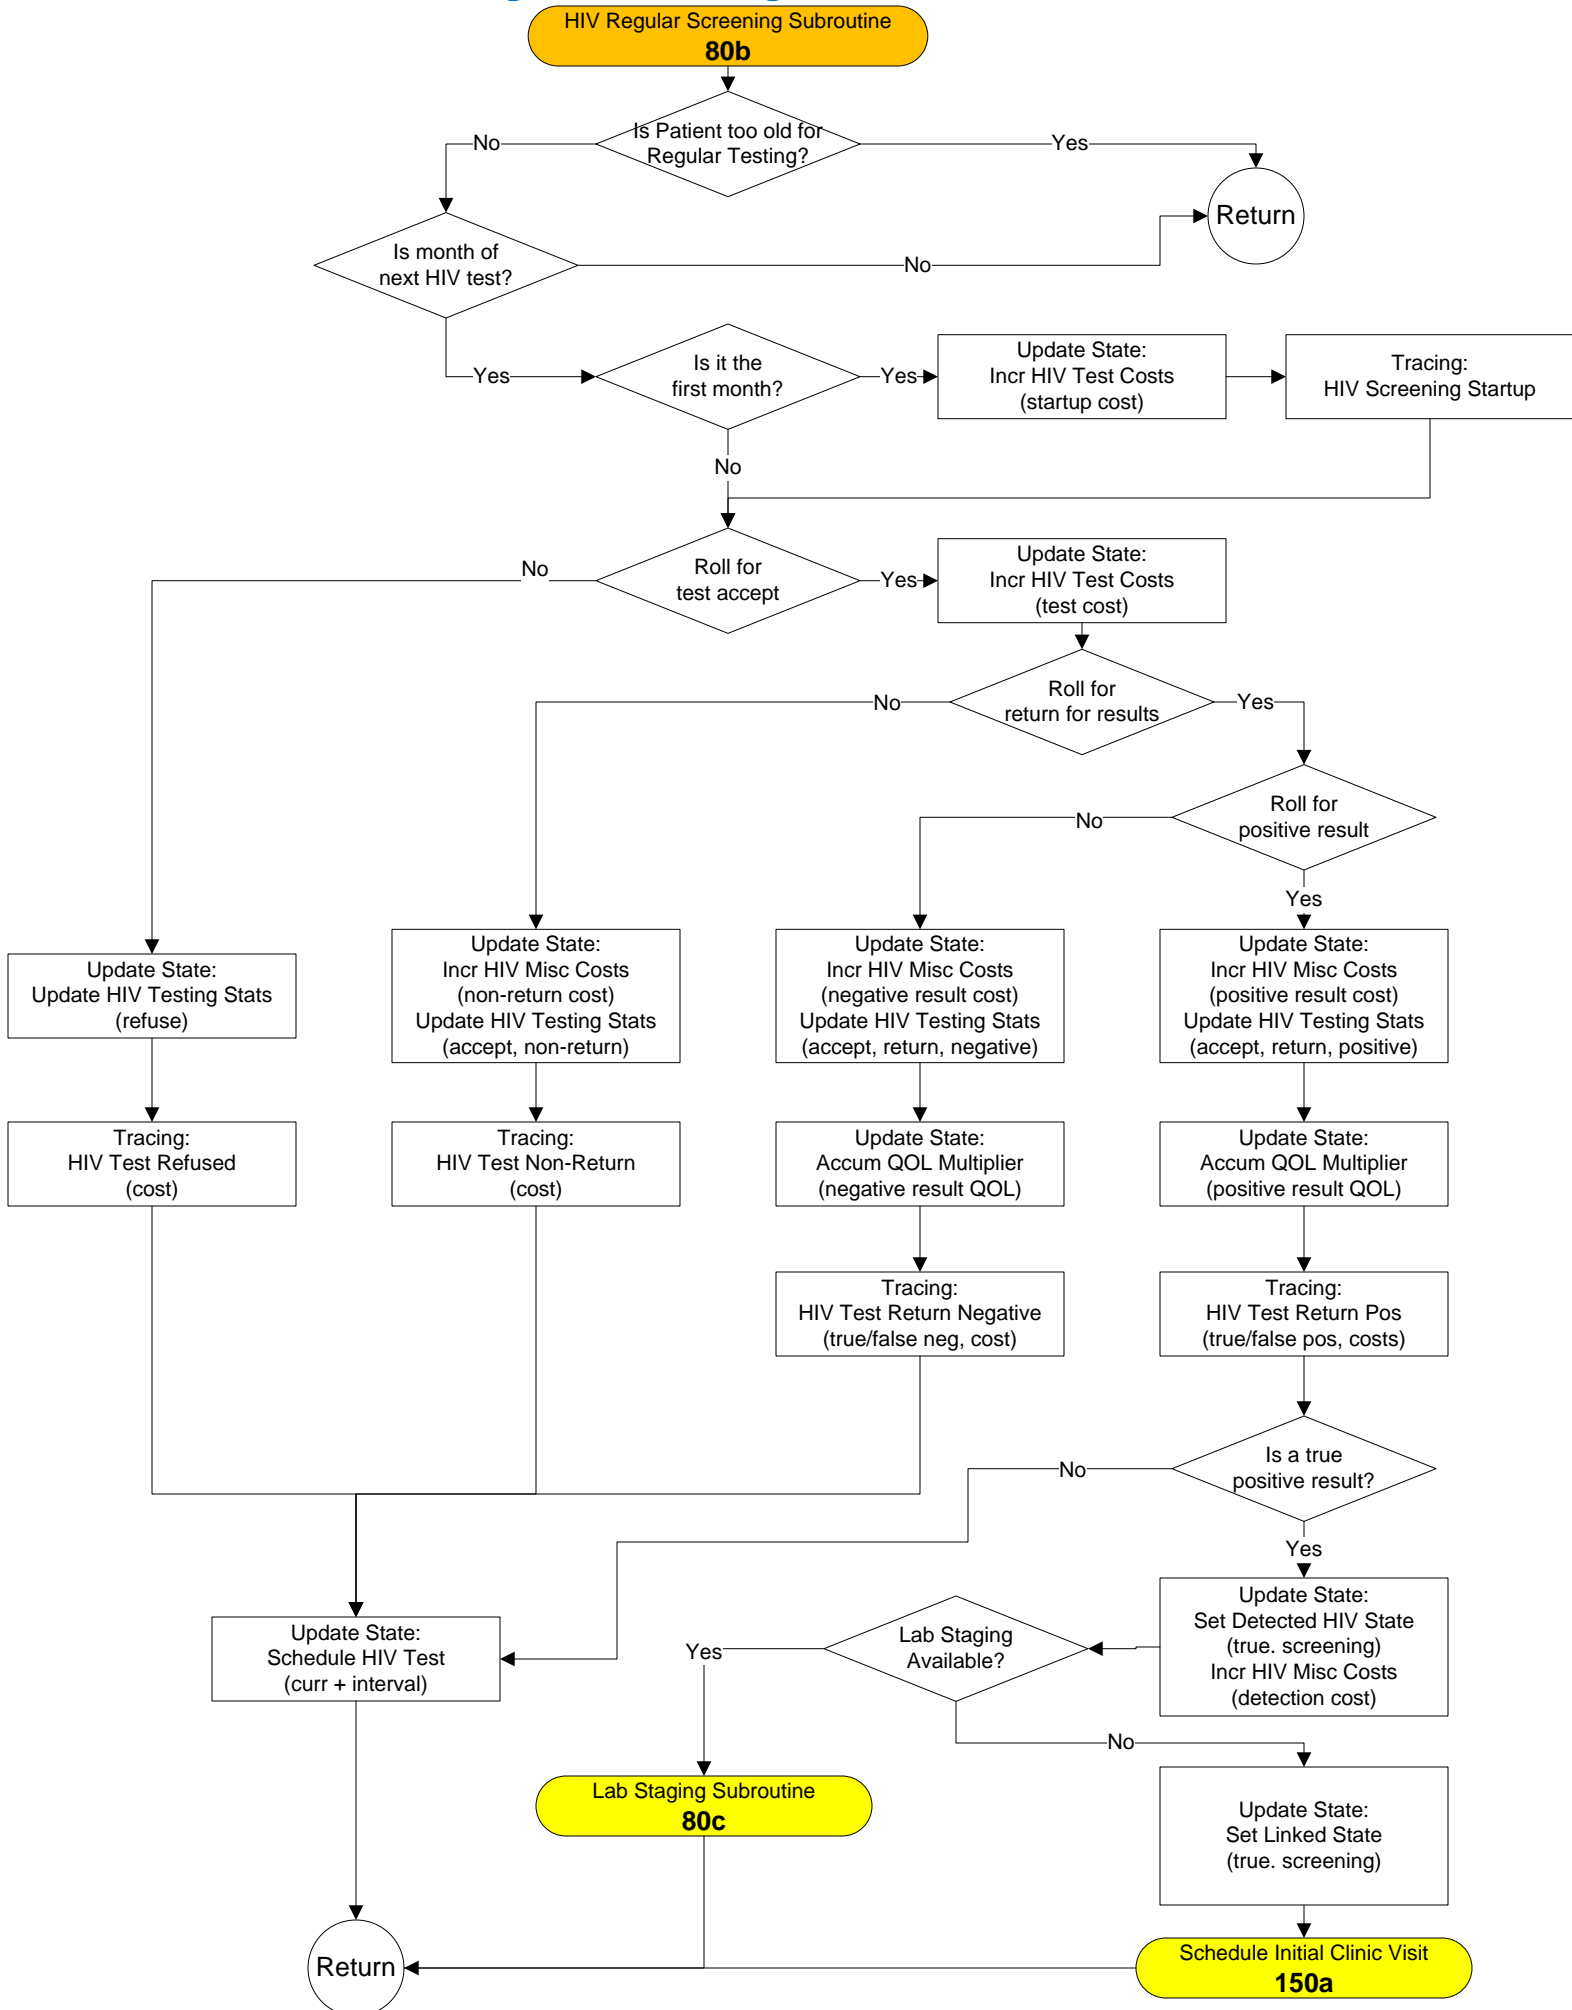 HIV Regular Screening Subroutine
80b
Is Patient too old for
Regular Testing?
No
Yes
Return
Is month of
next HIV test?
No
Yes
Is it the
first month?
Yes
Update State:
Incr HIV Test Costs
(startup cost)
Tracing:
HIV Screening Startup
No
Roll for
test accept
No
Yes
Update State:
Incr HIV Test Costs
(test cost)
Roll for
return for results
No
Yes
Roll for
positive result
No
Yes
Update State:
Update HIV Testing Stats
(refuse)
Update State:
Incr HIV Misc Costs
(non-return cost)
Update HIV Testing Stats
(accept, non-return)
Update State:
Incr HIV Misc Costs
(negative result cost)
Update HIV Testing Stats
(accept, return, negative)
Update State:
Incr HIV Misc Costs
(positive result cost)
Update HIV Testing Stats
(accept, return, positive)
Tracing:
HIV Test Refused
(cost)
Tracing:
HIV Test Non-Return
(cost)
Update State:
Accum QOL Multiplier
(negative result QOL)
Update State:
Accum QOL Multiplier
(positive result QOL)
Tracing:
HIV Test Return Negative
(true/false neg, cost)
Tracing:
HIV Test Return Pos
(true/false pos, costs)
Is a true
positive result?
No
Yes
Update State:
Schedule HIV Test
(curr + interval)
Yes
Lab Staging
Available?
Update State:
Set Detected HIV State
(true. screening)
Incr HIV Misc Costs
(detection cost)
No
Lab Staging Subroutine
80c
Update State:
Set Linked State
(true. screening)
Return
Schedule Initial Clinic Visit
150a